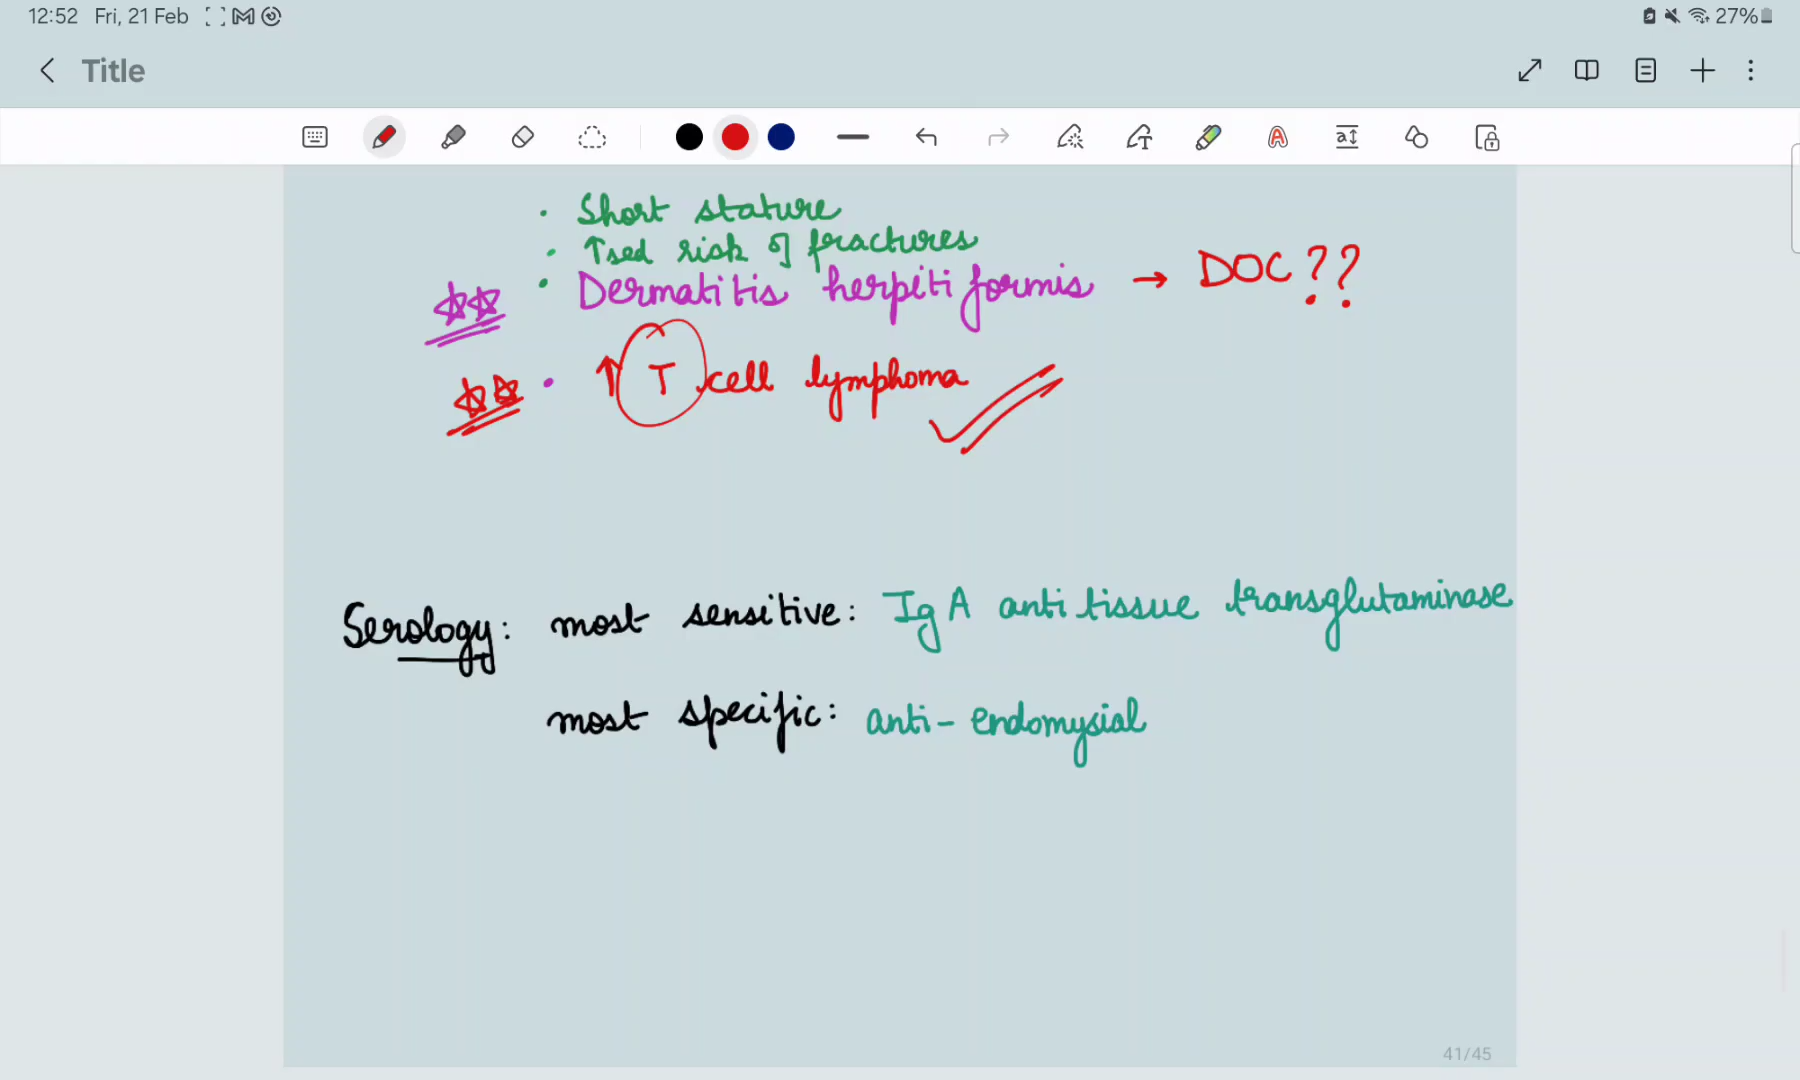 12:52 Fri, 21 Feb 27%
Title
• Short stature
• ↑sed risk of fractures
• Dermatitis herpitiformis → DOC??
• ↑ T cell lymphoma
Serology: most sensitive: IgA anti tissue transglutaminase
most specific: anti-endomysial
41/45